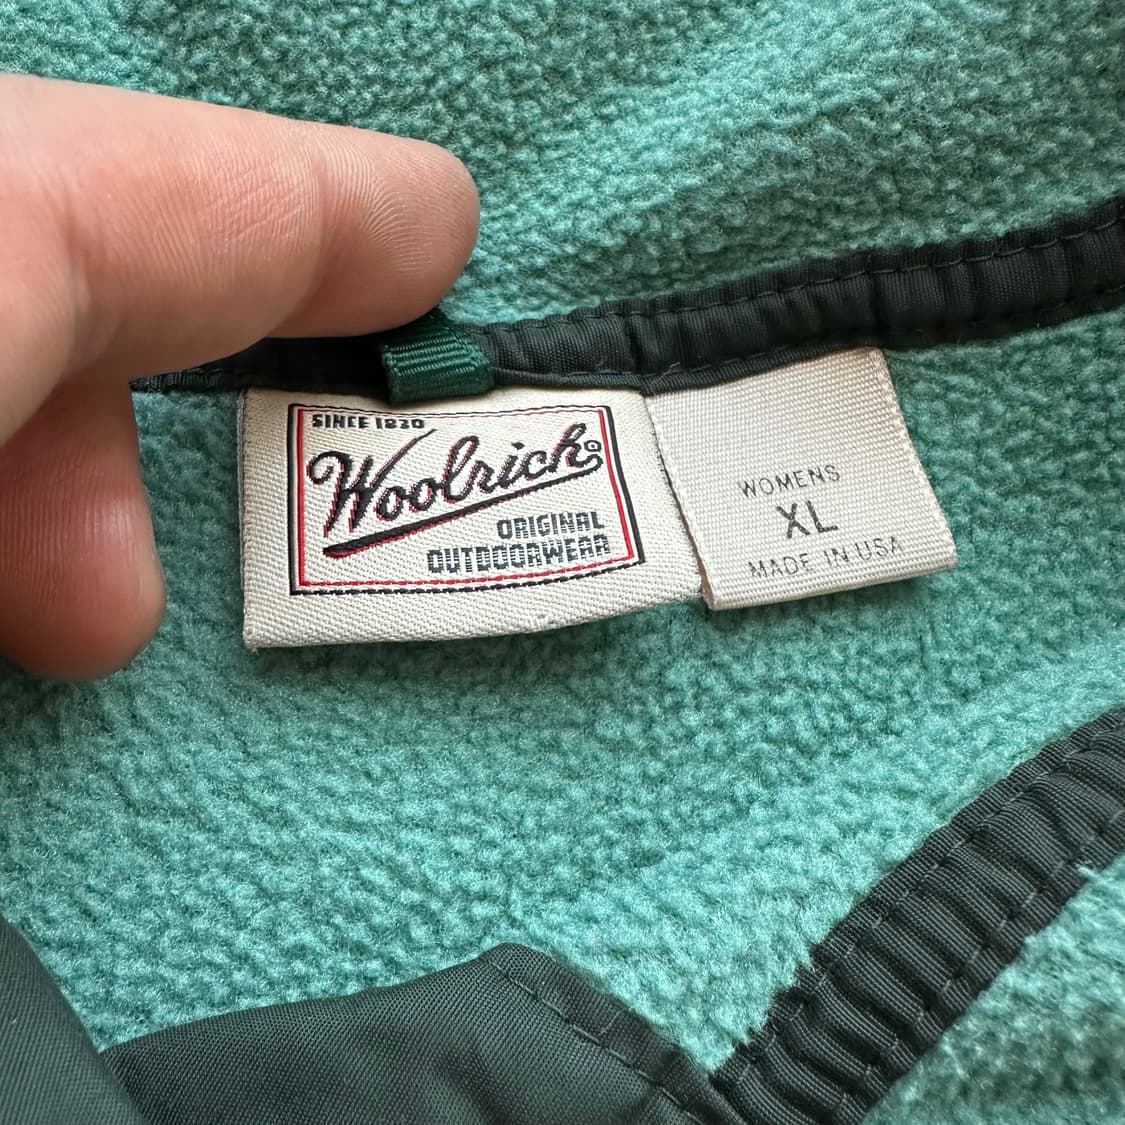 SINCE 1830
Woolrich®
ORIGINAL
OUTDOORWEAR
WOMENS
XL
MADE IN USA